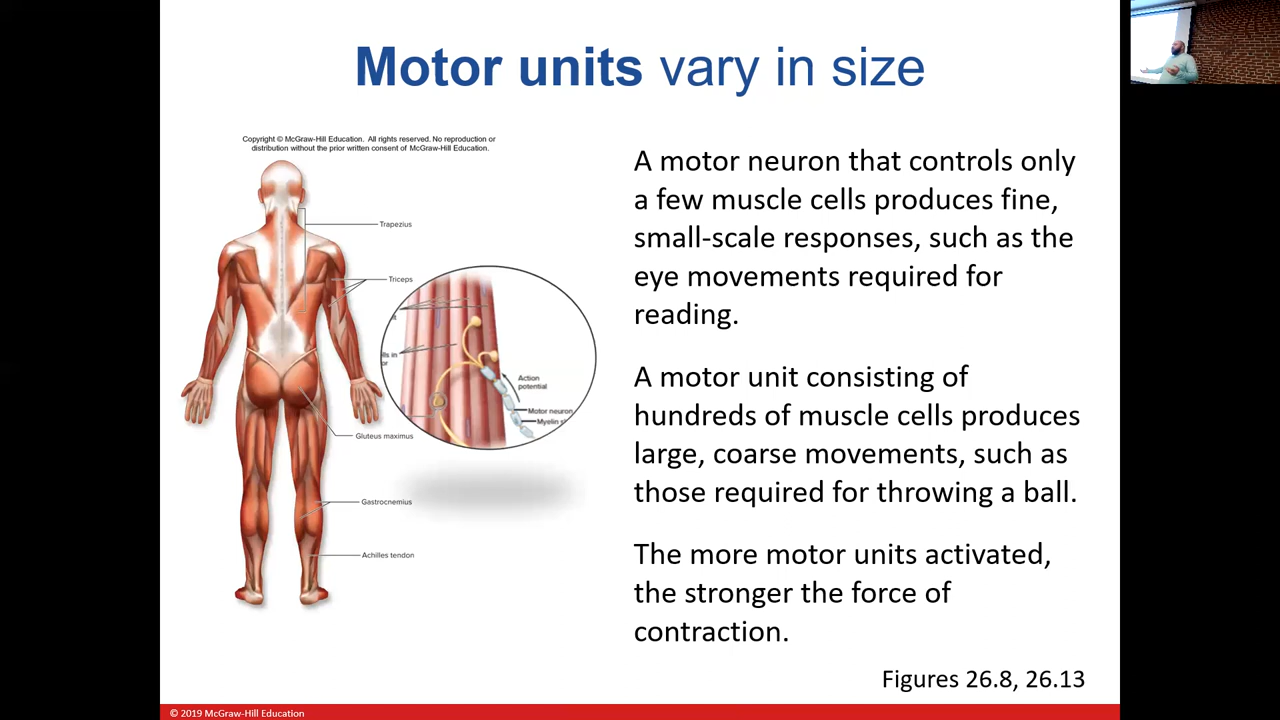 Motor units vary in size
Copyright © McGraw-Hill Education. All rights reserved. No reproduction or
distribution without the prior written consent of McGraw-Hill Education.
Trapezius
Triceps
Gluteus maximus
Gastrocnemius
Achilles tendon
Action
potential
Motor neuron
Myelin
A motor neuron that controls only
a few muscle cells produces fine,
small-scale responses, such as the
eye movements required for
reading.
A motor unit consisting of
hundreds of muscle cells produces
large, coarse movements, such as
those required for throwing a ball.
The more motor units activated,
the stronger the force of
contraction.
Figures 26.8, 26.13
© 2019 McGraw-Hill Education